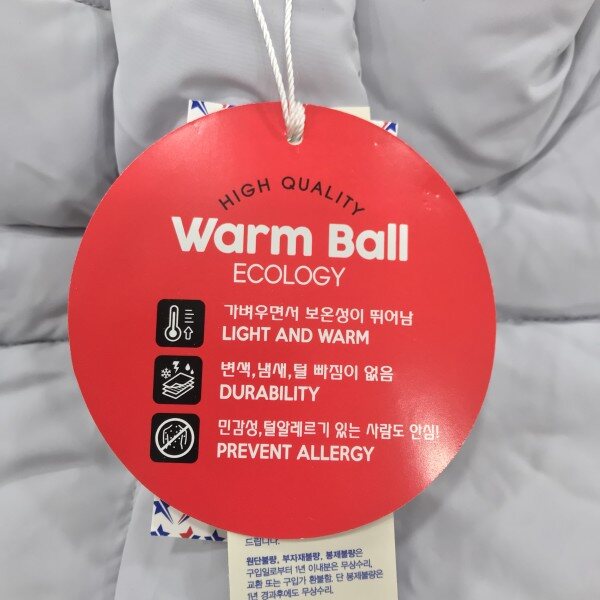 HIGH QUALITY
Warm Ball
ECOLOGY
가벼우면서 보온성이 뛰어남
LIGHT AND WARM
변색,냄새,털 빠짐이 없음
DURABILITY
민감성,털알레르기 있는 사람도 안심!
PREVENT ALLERGY
드립니다.
원단불량, 부자재불량, 봉제불량은
구입일로부터 1년 이내분은 무상수리,
교환 또는 구입가 환불함. 단 봉제불량은
1년 경과후에도 무상수리.